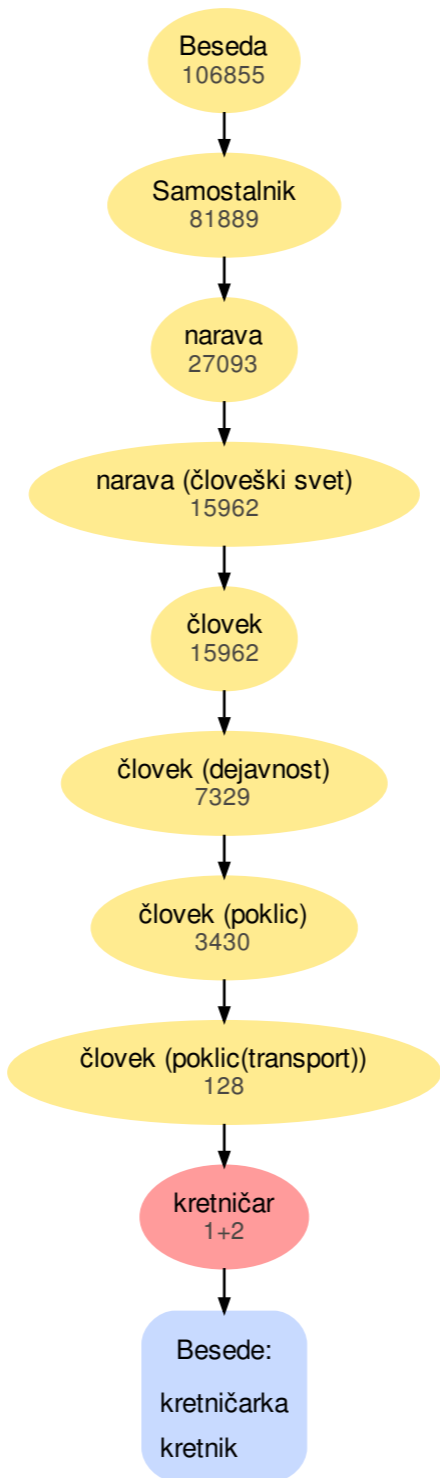 Beseda
106855
Samostalnik
81889
narava
27093
narava (človeški svet)
15962
človek
15962
človek (dejavnost)
7329
človek (poklic)
3430
človek (poklic(transport))
128
kretničar
1+2
Besede:
kretničarka
kretnik